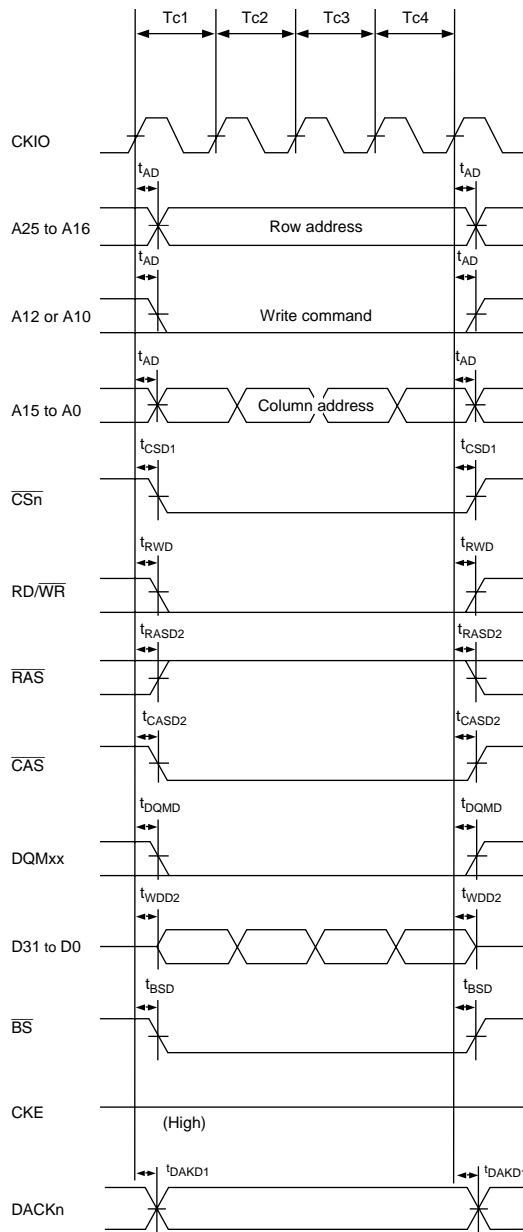 Tc1 Tc2 Tc3 Tc4
CKIO
tAD tAD
A25 to A16 Row address
tAD tAD
A12 or A10 Write command
tAD tAD
A15 to A0 Column address
tCSD1 tCSD1
CSn
tRWD tRWD
RD/WR
tRASD2 tRASD2
RAS
tCASD2 tCASD2
CAS
tDQMD tDQMD
DQMxx
tWDD2 tWDD2
D31 to D0
tBSD tBSD
BS
CKE
(High)
tDAKD1 tDAKD1
DACKn